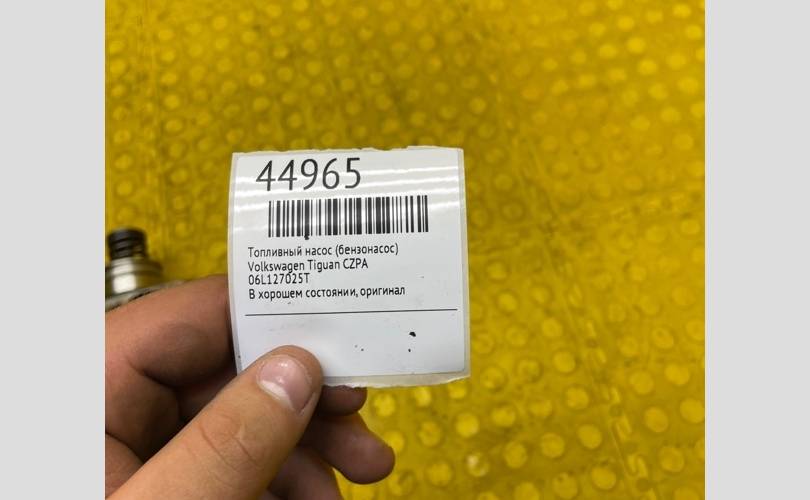 44965
Топливный насос (бензонасос)
Volkswagen Tiguan CZPA
06L127025T
В хорошем состоянии, оригинал